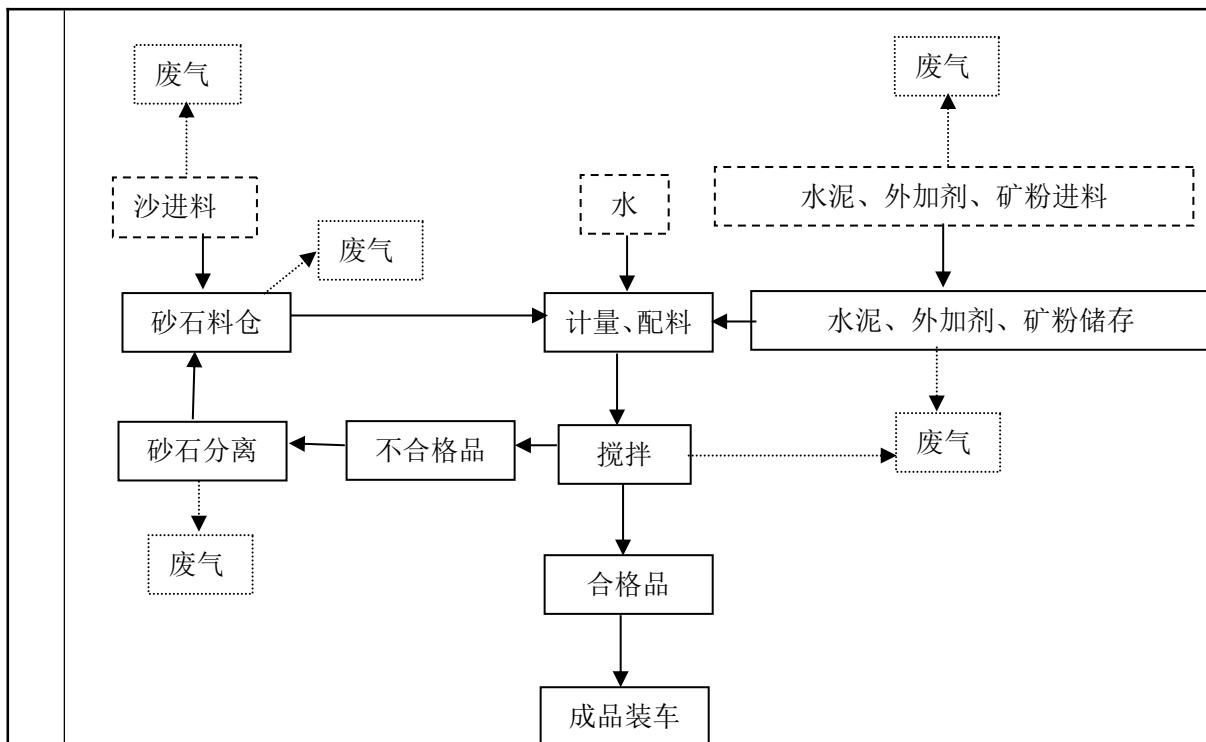 废气
废气
沙进料
水
水泥、外加剂、矿粉进料
废气
砂石料仓
计量、配料
水泥、外加剂、矿粉储存
砂石分离
不合格品
搅拌
废气
废气
合格品
成品装车